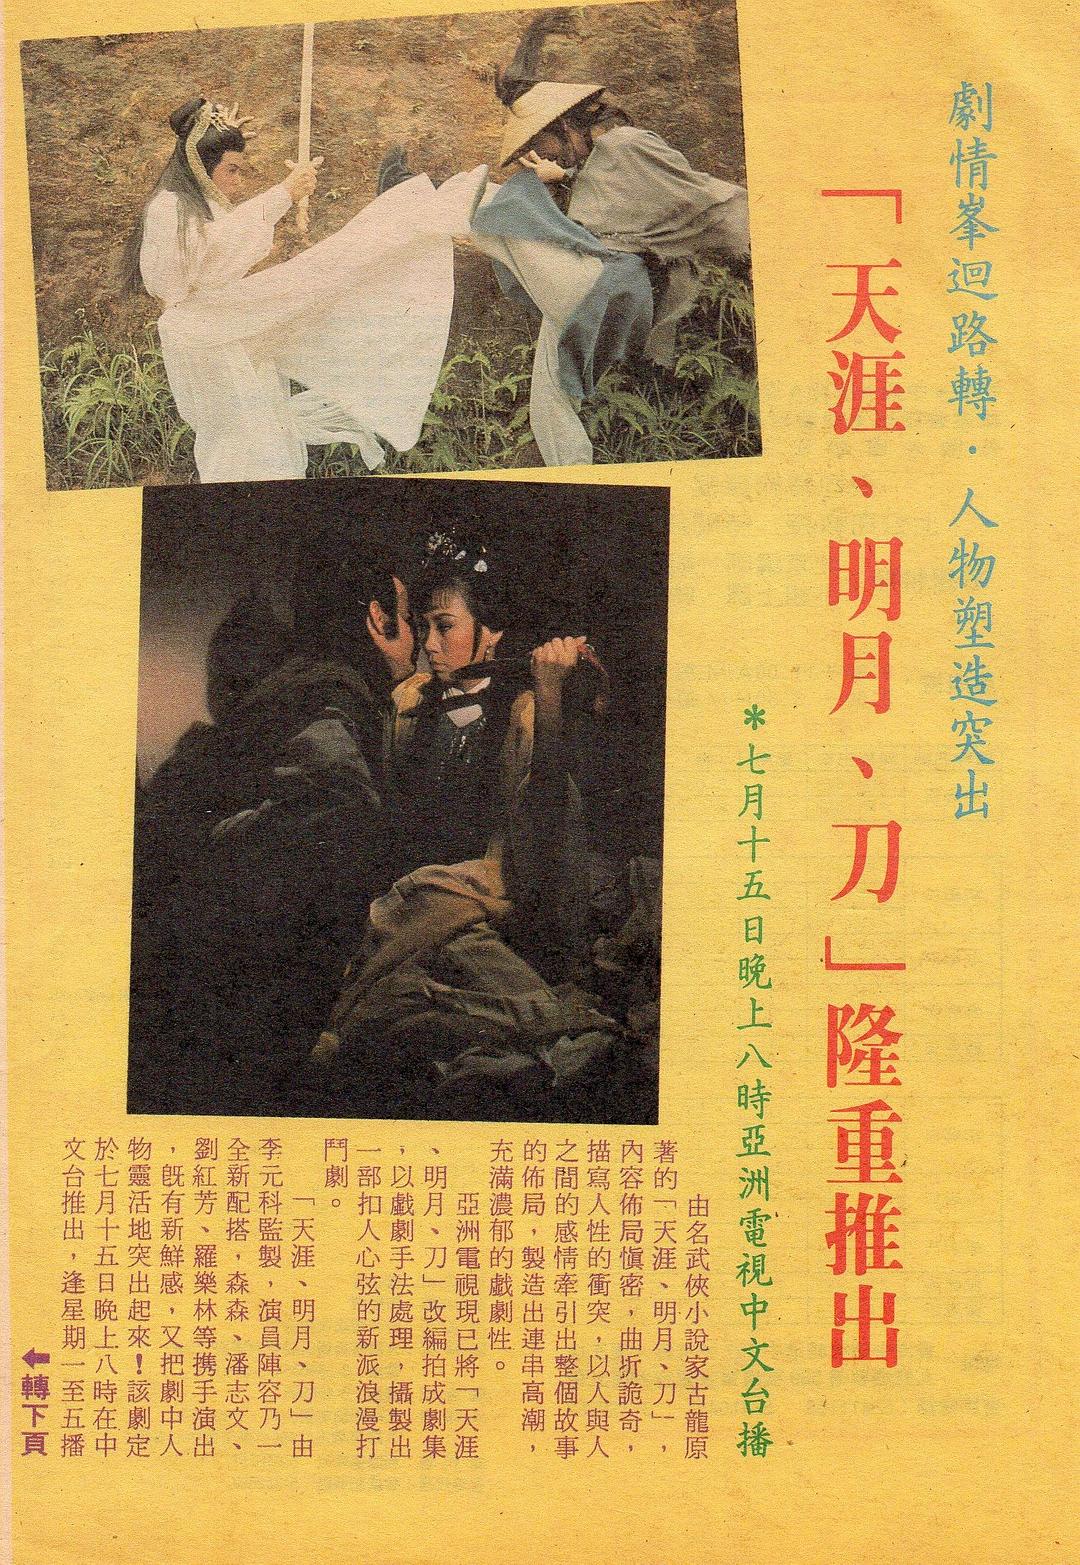 劇情峯迴路轉·人物塑造突出
「天涯、明月、刀」隆重推出
＊七月十五日晚上八時亞洲電視中文台播
由名武俠小說家古龍原
著的「天涯、明月、刀」，
內容佈局慎密，曲折詭奇，
描寫人性的衝突，以人與人
之間的感情牽引出整個故事
的佈局，製造出連串高潮，
充滿濃郁的戲劇性。
亞洲電視現已將「天涯
、明月、刀」改編拍成劇集
，以戲劇手法處理，攝製出
一部扣人心弦的新派浪漫打
鬥劇。
「天涯、明月、刀」由
李元科監製，演員陣容乃一
全新配搭，森森、潘志文、
劉紅芳、羅樂林等携手演出
，旣有新鮮感，又把劇中人
物靈活地突出起來！該劇定
於七月十五日晚上八時在中
文台推出，逢星期一至五播
⬅轉下頁